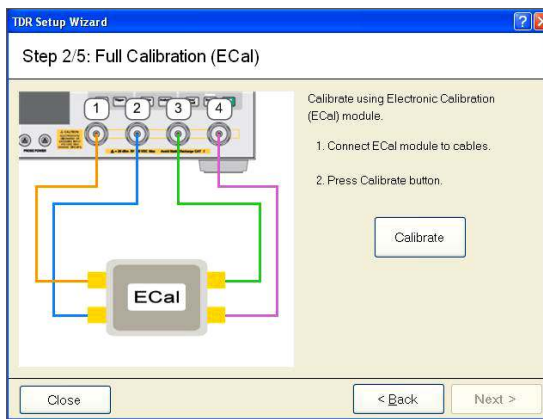 TDR Setup Wizard
Step 2/5: Full Calibration (ECal)
1 2 3 4
Calibrate using Electronic Calibration
(ECal) module.
1. Connect ECal module to cables.
2. Press Calibrate button.
Calibrate
ECal
Close
< Back
Next >